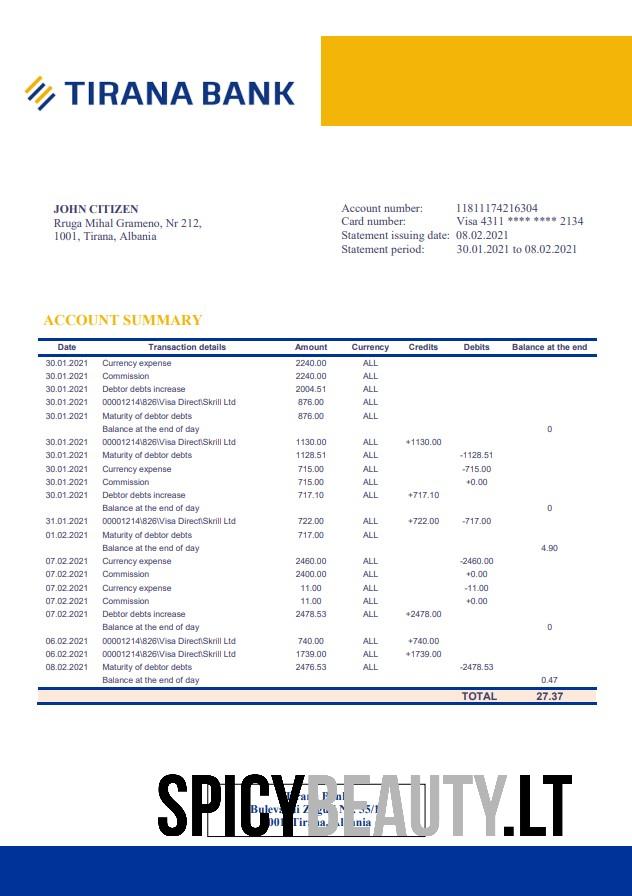 TIRANA BANK
JOHN CITIZEN
Rruga Mihal Grameno, Nr 212,
1001, Tirana, Albania
Account number: 11811174216304
Card number: Visa 4311 **** **** 2134
Statement issuing date: 08.02.2021
Statement period: 30.01.2021 to 08.02.2021
ACCOUNT SUMMARY
Date Transaction details Amount Currency Credits Debits Balance at the end
30.01.2021 Currency expense 2240.00 ALL
30.01.2021 Commission 2240.00 ALL
30.01.2021 Debtor debts increase 2004.51 ALL
30.01.2021 00001214\826\Visa Direct\Skrill Ltd 876.00 ALL
30.01.2021 Maturity of debtor debts 876.00 ALL
Balance at the end of day 0
30.01.2021 00001214\826\Visa Direct\Skrill Ltd 1130.00 ALL +1130.00
30.01.2021 Maturity of debtor debts 1128.51 ALL -1128.51
30.01.2021 Currency expense 715.00 ALL -715.00
30.01.2021 Commission 715.00 ALL +0.00
30.01.2021 Debtor debts increase 717.10 ALL +717.10
Balance at the end of day 0
31.01.2021 00001214\826\Visa Direct\Skrill Ltd 722.00 ALL +722.00 -717.00
01.02.2021 Maturity of debtor debts 717.00 ALL
Balance at the end of day 4.90
07.02.2021 Currency expense 2460.00 ALL -2460.00
07.02.2021 Commission 2400.00 ALL +0.00
07.02.2021 Currency expense 11.00 ALL -11.00
07.02.2021 Commission 11.00 ALL +0.00
07.02.2021 Debtor debts increase 2478.53 ALL +2478.00
Balance at the end of day 0
06.02.2021 00001214\826\Visa Direct\Skrill Ltd 740.00 ALL +740.00
06.02.2021 00001214\826\Visa Direct\Skrill Ltd 1739.00 ALL +1739.00
08.02.2021 Maturity of debtor debts 2476.53 ALL -2478.53
Balance at the end of day 0.47
TOTAL 27.37
SPICYBEAUTY.LT